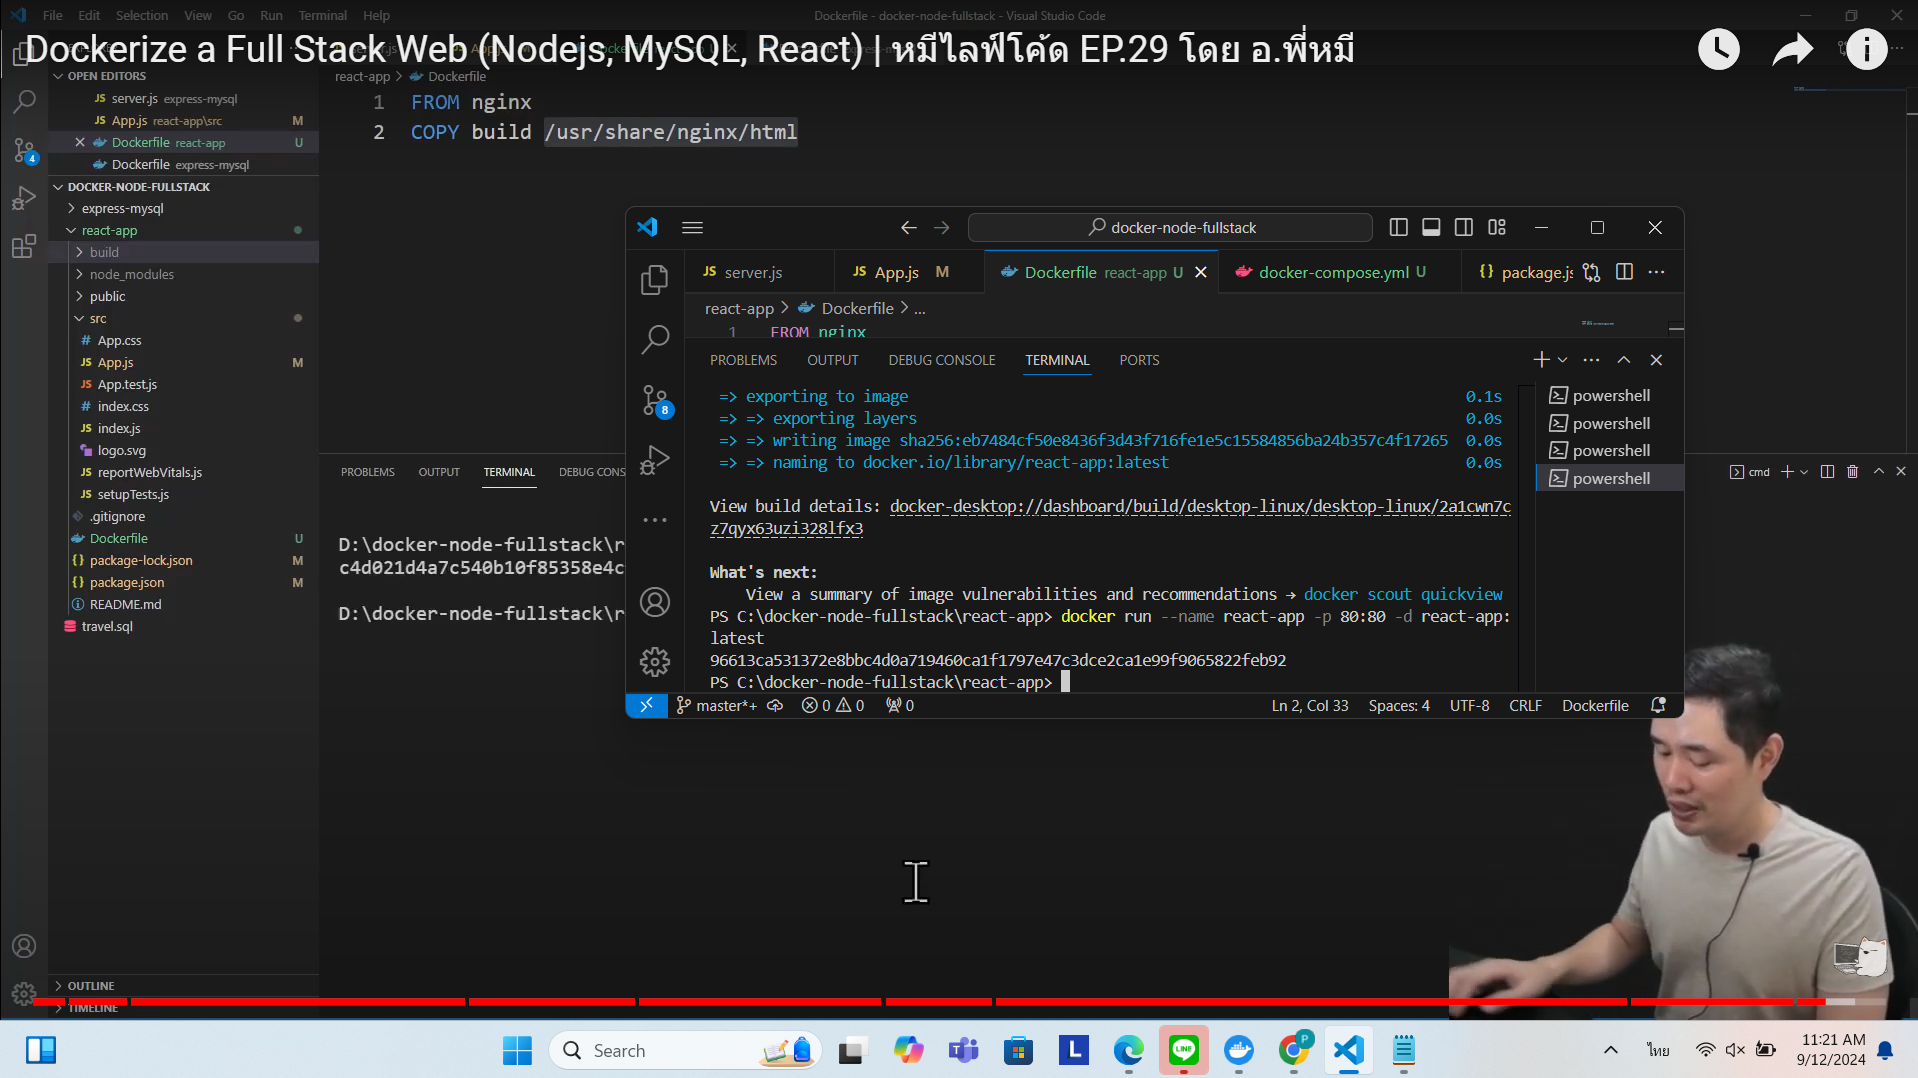 File Edit Selection View Go Run Terminal Help
Dockerfile - docker-node-fullstack - Visual Studio Code
Dockerize a Full Stack Web (Nodejs, MySQL, React) | หมีไลฟ์โค้ด EP.29 โดย อ.พี่หมี
OPEN EDITORS
server.js express-mysql
App.js react-app\src M
Dockerfile react-app U
Dockerfile express-mysql
DOCKER-NODE-FULLSTACK
express-mysql
react-app
build
node_modules
public
src
App.css
App.js M
App.test.js
index.css
index.js
logo.svg
reportWebVitals.js
setupTests.js
.gitignore
Dockerfile U
package-lock.json M
package.json M
README.md
travel.sql
OUTLINE
TIMELINE
4
react-app > Dockerfile
1 FROM nginx
2 COPY build /usr/share/nginx/html
PROBLEMS OUTPUT TERMINAL DEBUG CONS
cmd
D:\docker-node-fullstack\r
c4d021d4a7c540b10f85358e4c
D:\docker-node-fullstack\r
docker-node-fullstack
server.js App.js M Dockerfile react-app U docker-compose.yml U package.js
react-app > Dockerfile > ...
1 FROM nginx
PROBLEMS OUTPUT DEBUG CONSOLE TERMINAL PORTS
8
=> exporting to image 0.1s
=> => exporting layers 0.0s
=> => writing image sha256:eb7484cf50e8436f3d43f716fe1e5c15584856ba24b357c4f17265 0.0s
=> => naming to docker.io/library/react-app:latest 0.0s
View build details: docker-desktop://dashboard/build/desktop-linux/desktop-linux/2a1cwn7c
z7qyx63uzi328lfx3
What's next:
View a summary of image vulnerabilities and recommendations → docker scout quickview
PS C:\docker-node-fullstack\react-app> docker run --name react-app -p 80:80 -d react-app:
latest
96613ca531372e8bbc4d0a719460ca1f1797e47c3dce2ca1e99f9065822feb92
PS C:\docker-node-fullstack\react-app>
powershell
powershell
powershell
powershell
master*+ 0 0 0 Ln 2, Col 33 Spaces: 4 UTF-8 CRLF Dockerfile
Search
L
LINE
P
ไทย
11:21 AM
9/12/2024